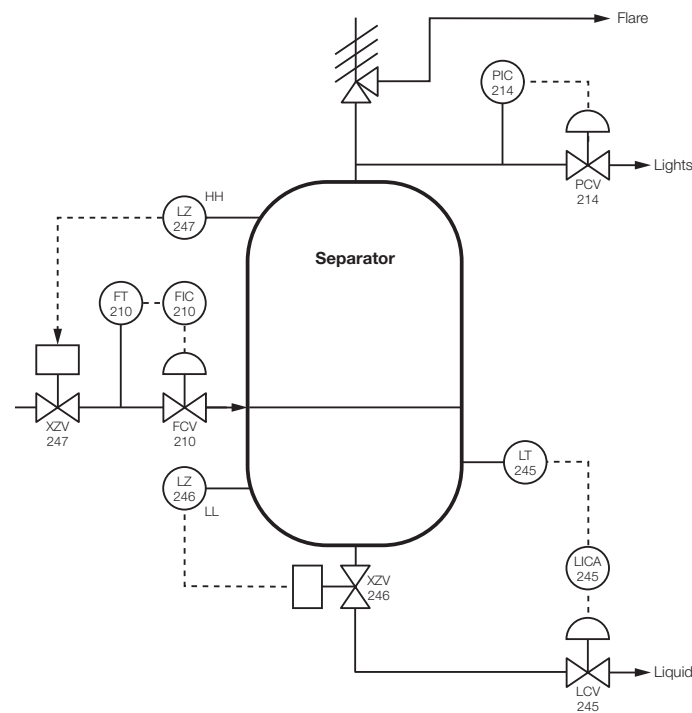 Flare
PIC
214
Lights
PCV
214
HH
LZ
247
Separator
FT
210
FIC
210
XZV
247
FCV
210
LT
245
LZ
246
LL
LICA
245
XZV
246
Liquid
LCV
245